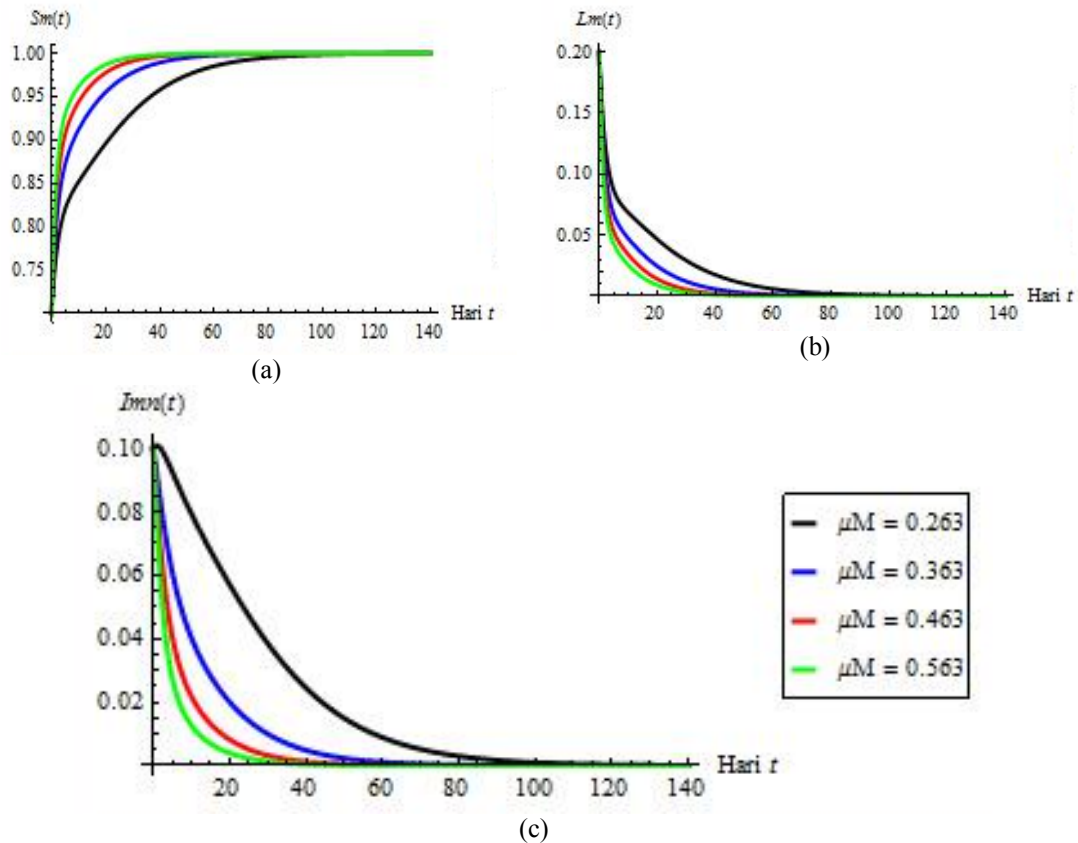 Sm(t)
1.00
0.95
0.90
0.85
0.80
0.75
20 40 60 80 100 120 140
Hari t
(a)
Lm(t)
0.20
0.15
0.10
0.05
20 40 60 80 100 120 140
Hari t
(b)
Imn(t)
0.10
0.08
0.06
0.04
0.02
20 40 60 80 100 120 140
Hari t
(c)
μM = 0.263
μM = 0.363
μM = 0.463
μM = 0.563